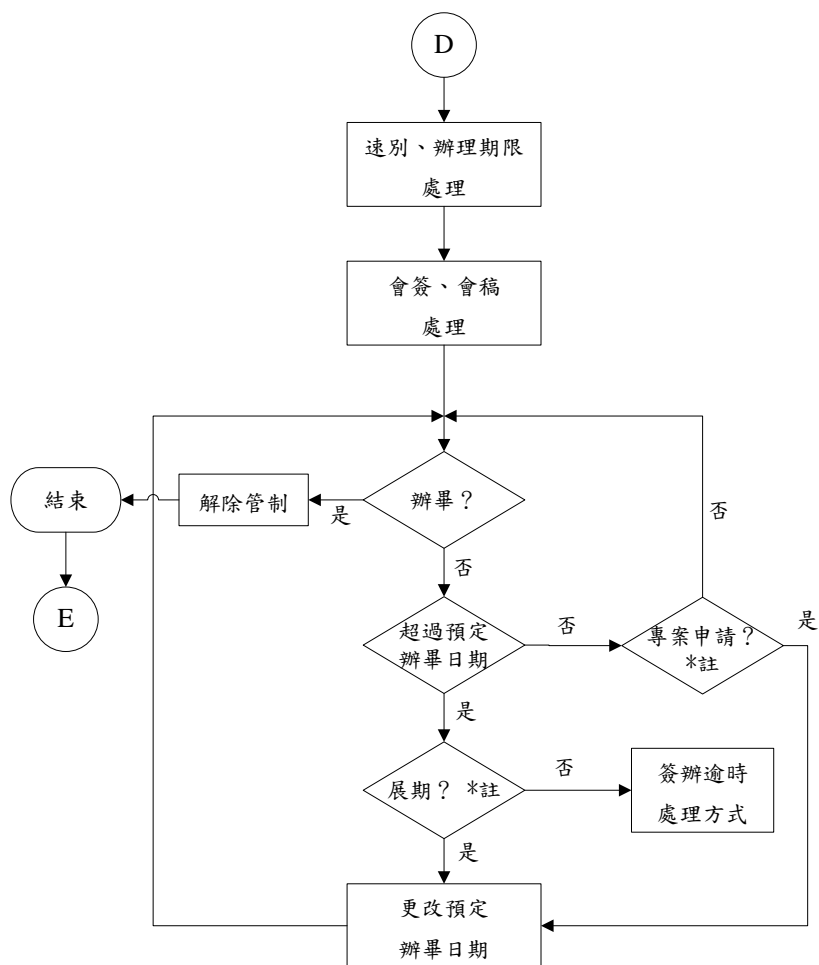 D
速別、辦理期限
處理
會簽、會稿
處理
結束
解除管制
是
辦畢？
否
否
E
超過預定
辦畢日期
否
專案申請？
*註
是
是
展期？ *註
否
簽辦逾時
處理方式
是
更改預定
辦畢日期